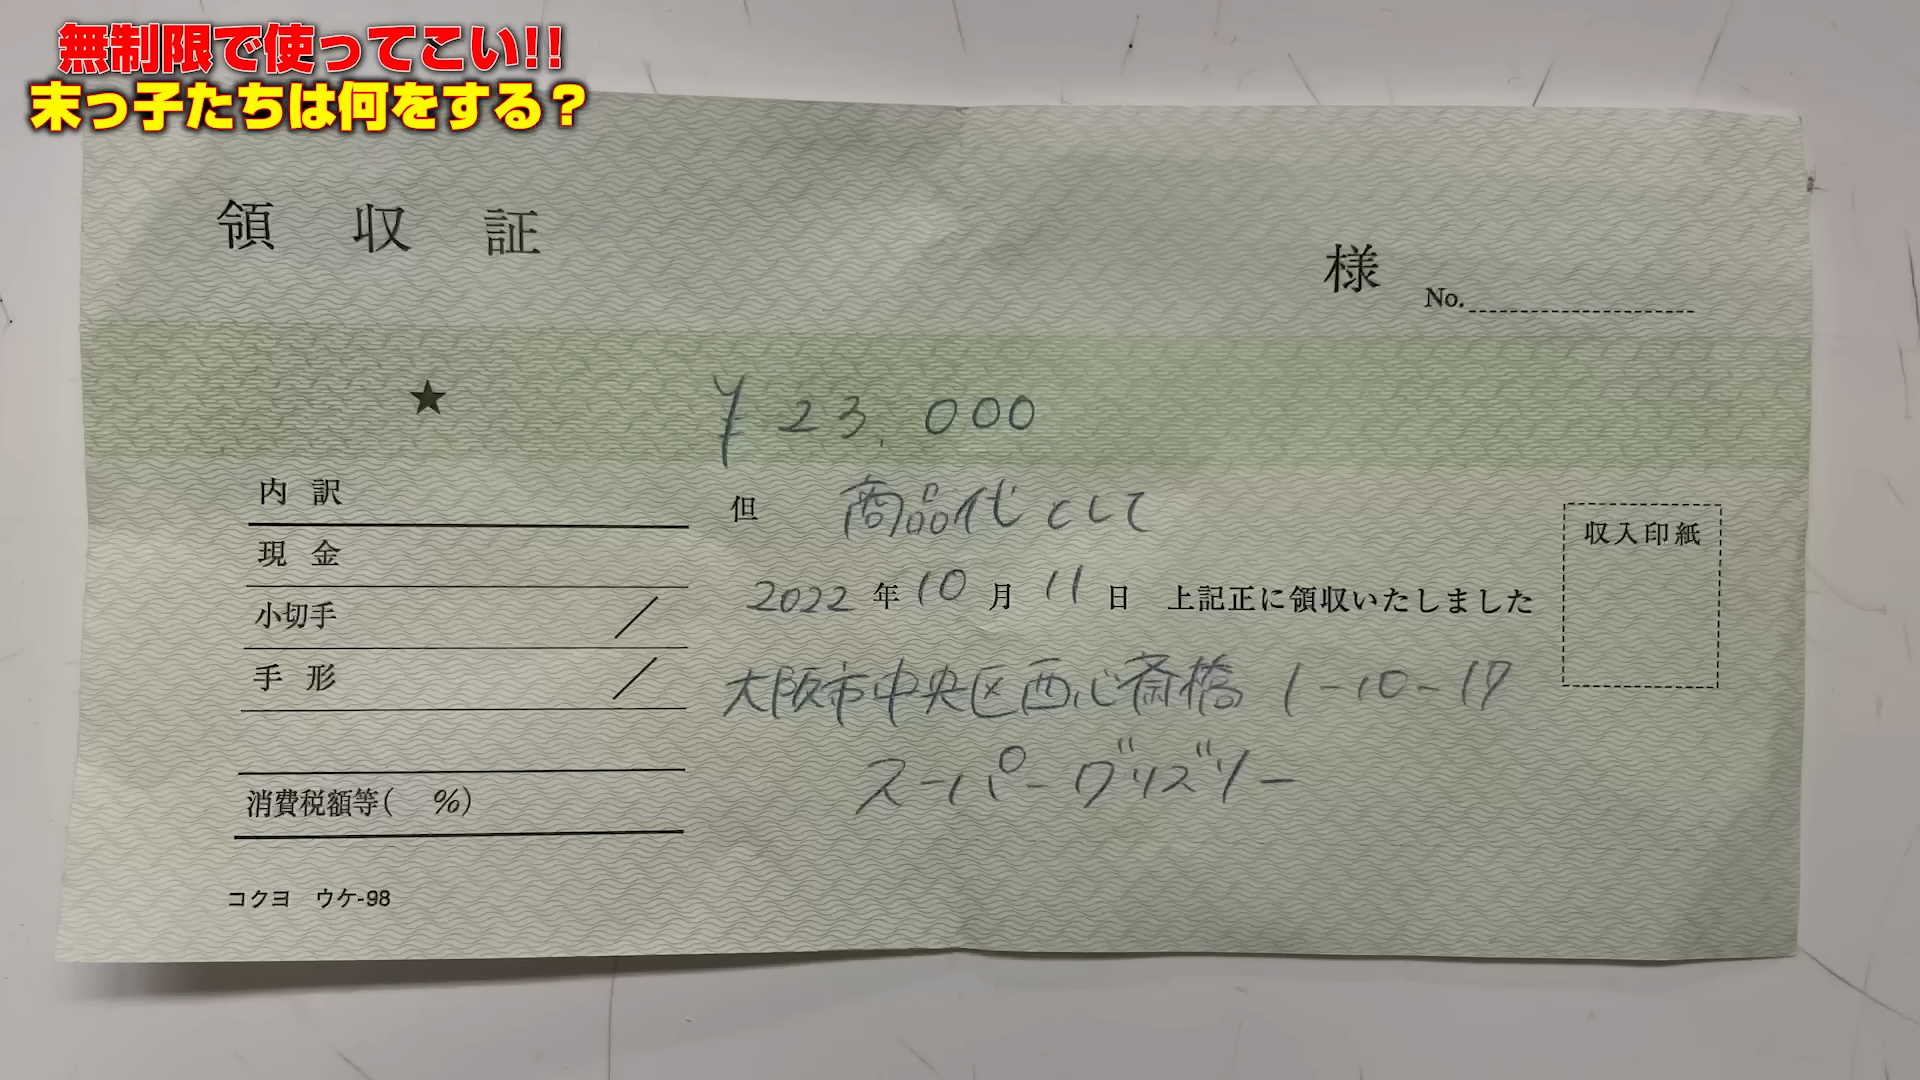 無制限で使ってこい!!
末っ子たちは何をする?
領 収 証
様
No.
★
¥23,000
内 訳
但 商品代として
収入印紙
現 金
2022年10月11日 上記正に領収いたしました
小切手 /
手 形 /
大阪市中央区西心斎橋1-10-17
スーパーグリズリー
消費税額等( %)
コクヨ ウケ-98